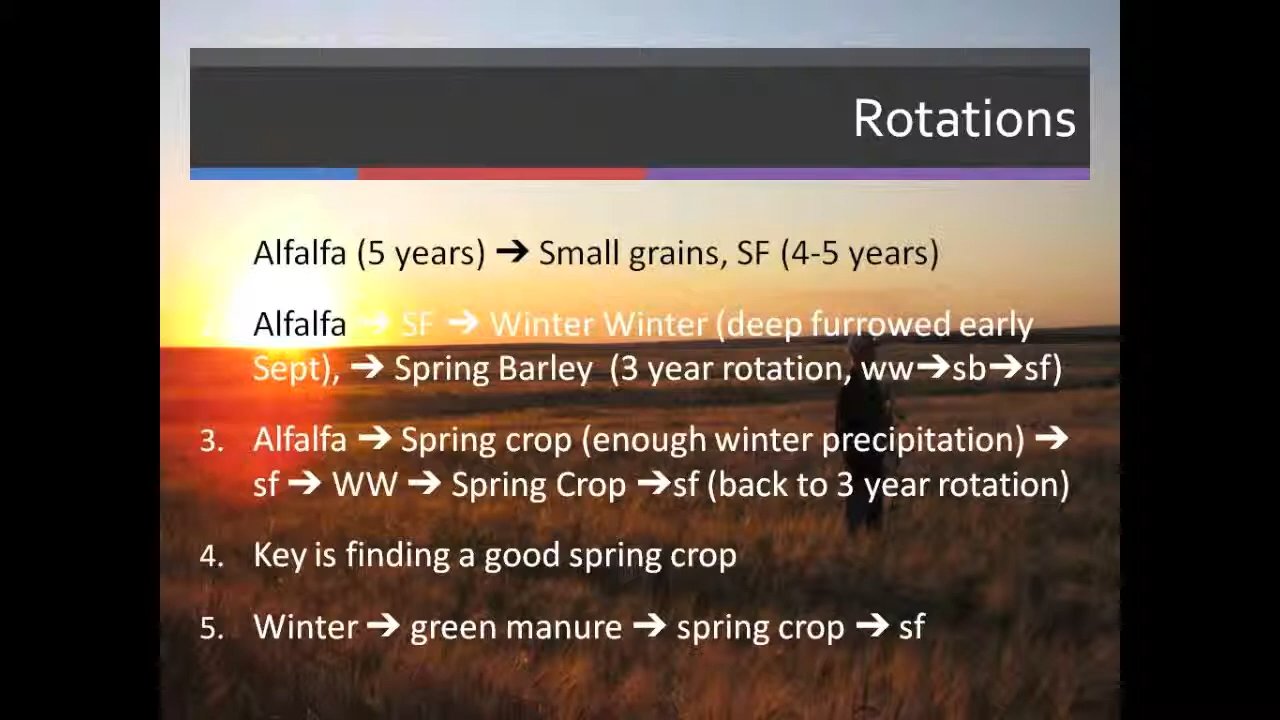 Rotations
Alfalfa (5 years) ➔ Small grains, SF (4-5 years)
Alfalfa ➔ SF ➔ Winter Winter (deep furrowed early
Sept), ➔ Spring Barley (3 year rotation, ww➔sb➔sf)
3. Alfalfa ➔ Spring crop (enough winter precipitation) ➔
sf ➔ WW ➔ Spring Crop ➔sf (back to 3 year rotation)
4. Key is finding a good spring crop
5. Winter ➔ green manure ➔ spring crop ➔ sf